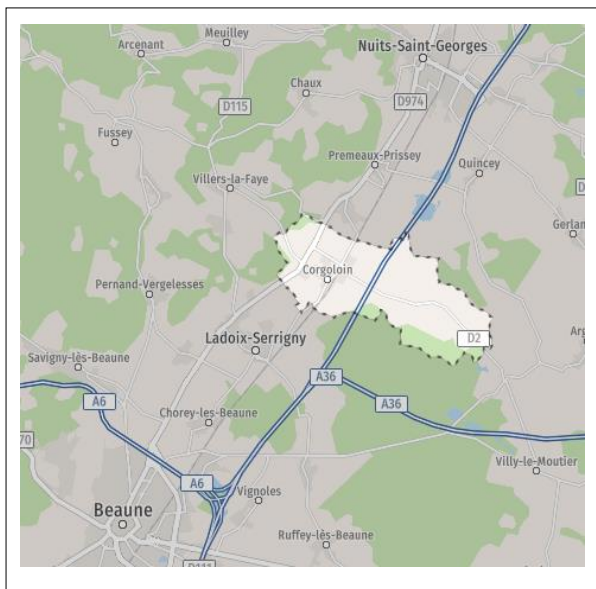 Meuilley
Arcenant
Nuits-Saint-Georges
Chaux
D115
D974
Fussey
Premeaux-Prissey
Quincey
Villers-la-Faye
Corgoloin
Pernand-Vergelesses
Ladoix-Serrigny
D2
Savigny-lès-Beaune
A36
A6
A36
Chorey-les-Beaune
Villy-le-Moutier
A6
Vignoles
Beaune
Ruffey-lès-Beaune